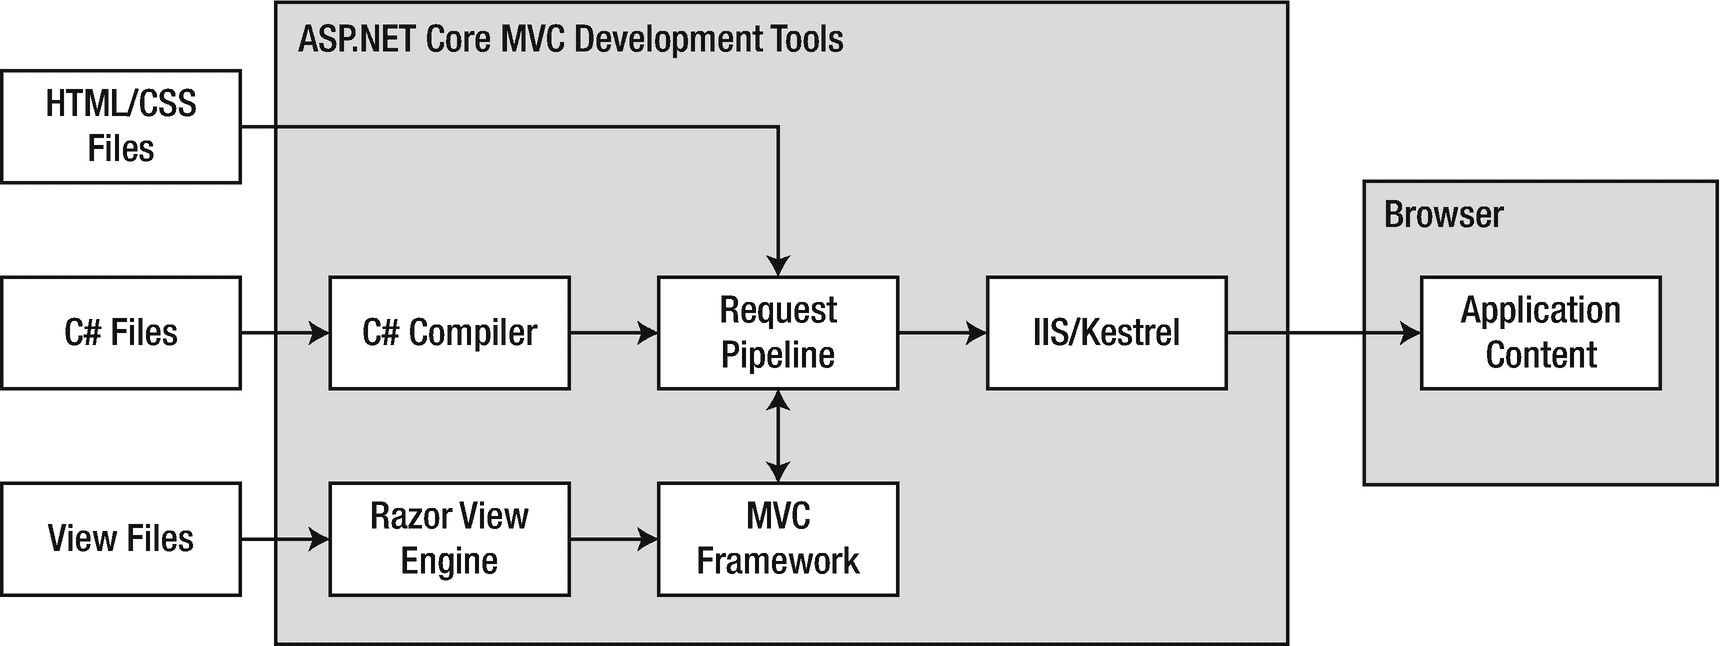 ASP.NET Core MVC Development Tools
HTML/CSS
Files
Browser
C# Files
C# Compiler
Request
Pipeline
IIS/Kestrel
Application
Content
View Files
Razor View
Engine
MVC
Framework